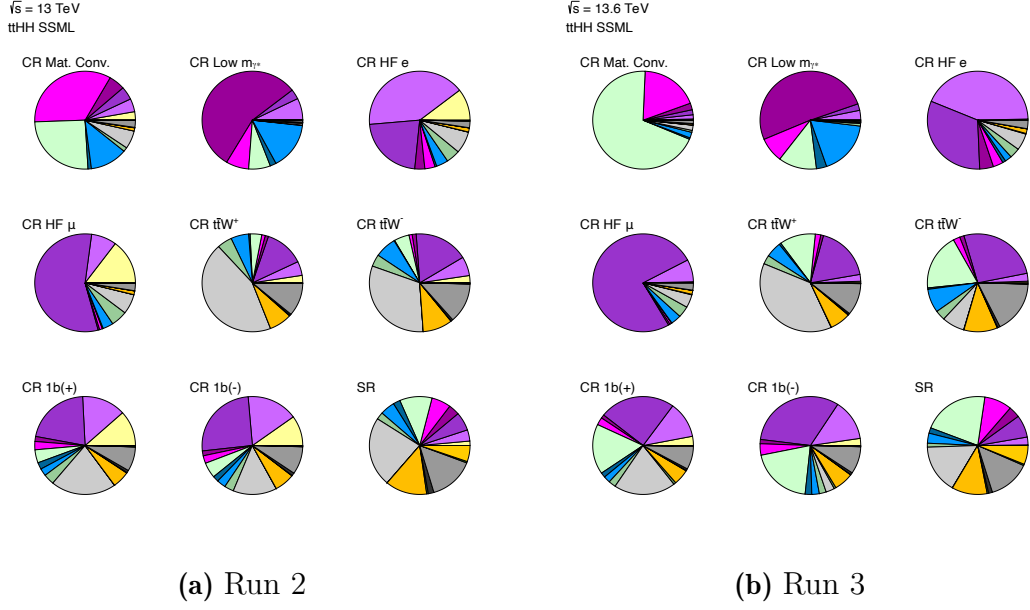 √s = 13 TeV
ttHH SSML
CR Mat. Conv.
CR Low mγ*
CR HF e
CR HF μ
CR tt̄W⁺
CR tt̄W⁻
CR 1b(+)
CR 1b(-)
SR
(a) Run 2
√s = 13.6 TeV
ttHH SSML
CR Mat. Conv.
CR Low mγ*
CR HF e
CR HF μ
CR tt̄W⁺
CR tt̄W⁻
CR 1b(+)
CR 1b(-)
SR
(b) Run 3